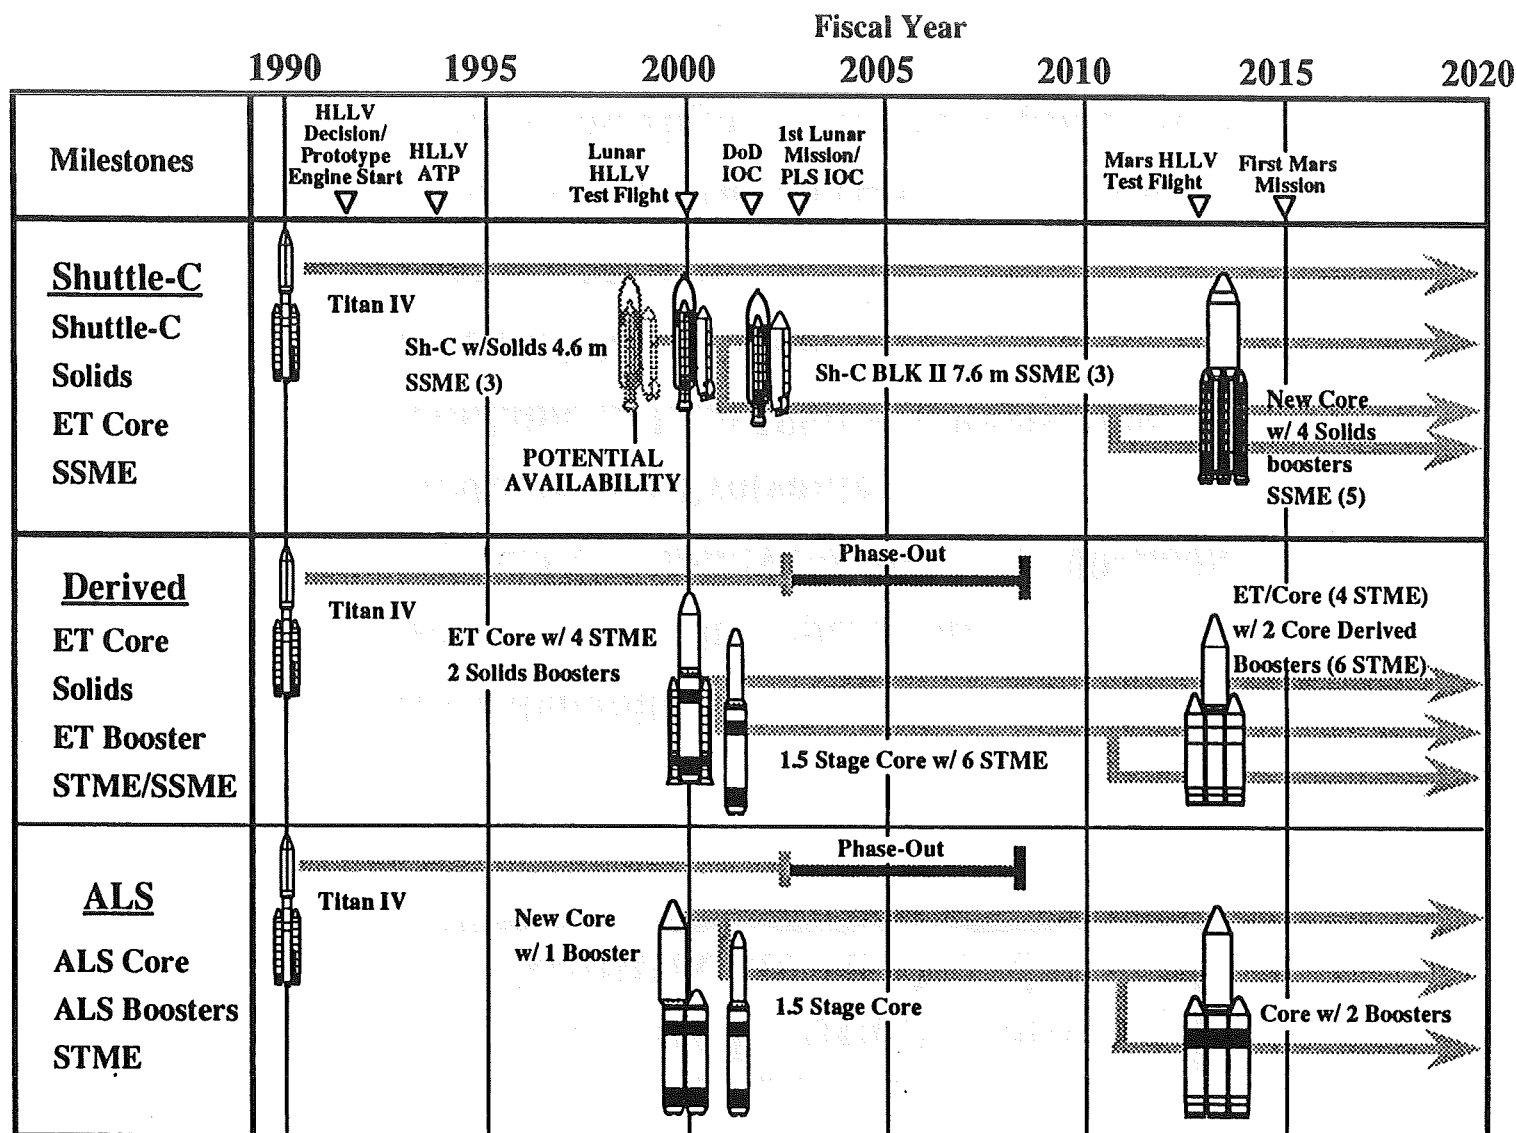 Fiscal Year
1990 1995 2000 2005 2010 2015 2020
Milestones
HLLV
Decision/
Prototype
Engine Start
HLLV
ATP
Lunar
HLLV
Test Flight
DoD
IOC
1st Lunar
Mission/
PLS IOC
Mars HLLV
Test Flight
First Mars
Mission
Shuttle-C
Shuttle-C
Solids
ET Core
SSME
Titan IV
Sh-C w/Solids 4.6 m
SSME (3)
POTENTIAL
AVAILABILITY
Sh-C BLK II 7.6 m SSME (3)
New Core
w/ 4 Solids
boosters
SSME (5)
Derived
ET Core
Solids
ET Booster
STME/SSME
Titan IV
Phase-Out
ET Core w/ 4 STME
2 Solids Boosters
1.5 Stage Core w/ 6 STME
ET/Core (4 STME)
w/ 2 Core Derived
Boosters (6 STME)
ALS
ALS Core
ALS Boosters
STME
Titan IV
Phase-Out
New Core
w/ 1 Booster
1.5 Stage Core
Core w/ 2 Boosters